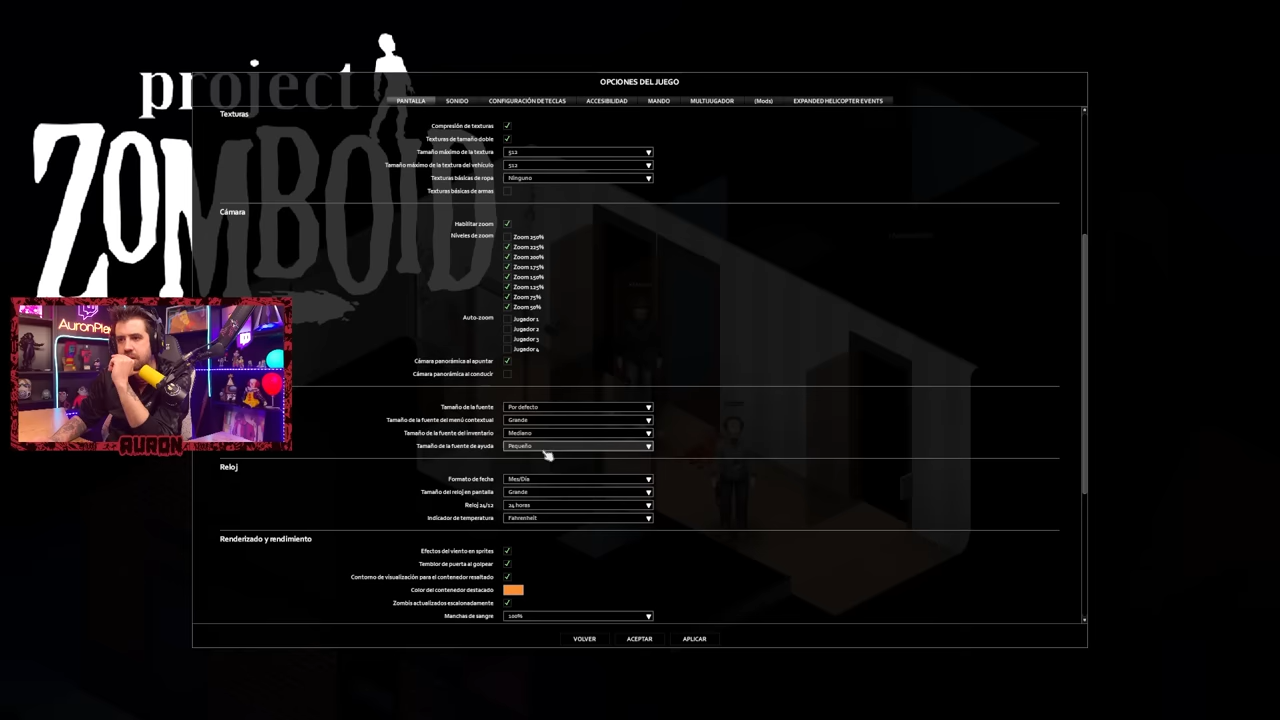 project
ZOMBOID
OPCIONES DEL JUEGO
PANTALLA SONIDO CONFIGURACIÓN DE TECLAS ACCESIBILIDAD MANDO MULTIJUGADOR (Mods) EXPANDED HELICOPTER EVENTS
Texturas
Compresión de texturas
Texturas de tamaño doble
Tamaño máximo de la textura 512
Tamaño máximo de la textura del vehículo 512
Texturas básicas de ropa Ninguno
Texturas básicas de armas
Cámara
Habilitar zoom
Niveles de zoom Zoom 250%
Zoom 225%
Zoom 200%
Zoom 175%
Zoom 150%
Zoom 125%
Zoom 75%
Zoom 50%
Auto-zoom Jugador 1
Jugador 2
Jugador 3
Jugador 4
Cámara panorámica al apuntar
Cámara panorámica al conducir
Tamaño de la fuente Por defecto
Tamaño de la fuente del menú contextual Grande
Tamaño de la fuente del inventario Mediano
Tamaño de la fuente de ayuda Pequeño
Reloj
Formato de fecha Mes/Día
Tamaño del reloj en pantalla Grande
Reloj 24/12 24 horas
Indicador de temperatura Fahrenheit
Renderizado y rendimiento
Efectos del viento en sprites
Temblor de puerta al golpear
Contorno de visualización para el contenedor resaltado
Color del contenedor destacado
Zombis actualizados escalonadamente
Manchas de sangre 100%
VOLVER ACEPTAR APLICAR
AuronPlay
AURON